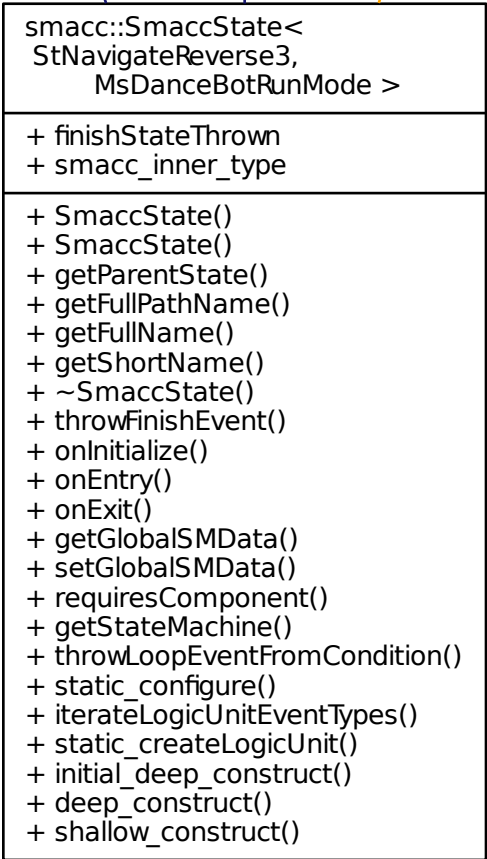 smacc::SmaccState<
StNavigateReverse3,
MsDanceBotRunMode >
+ finishStateThrown
+ smacc_inner_type
+ SmaccState()
+ SmaccState()
+ getParentState()
+ getFullPathName()
+ getFullName()
+ getShortName()
+ ~SmaccState()
+ throwFinishEvent()
+ onInitialize()
+ onEntry()
+ onExit()
+ getGlobalSMData()
+ setGlobalSMData()
+ requiresComponent()
+ getStateMachine()
+ throwLoopEventFromCondition()
+ static_configure()
+ iterateLogicUnitEventTypes()
+ static_createLogicUnit()
+ initial_deep_construct()
+ deep_construct()
+ shallow_construct()